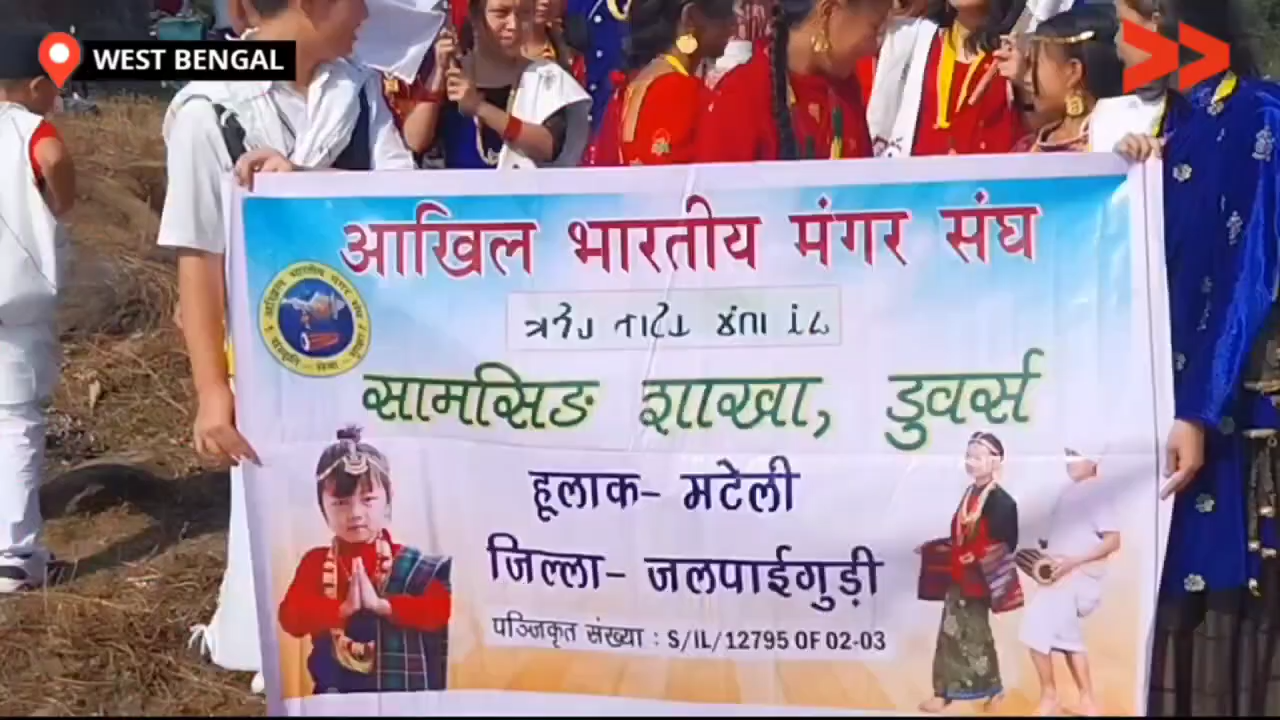 WEST BENGAL
आखिल भारतीय मंगर संघ
सामसिङ शाखा, डुवर्स
हूलाक- मटेली
जिल्ला- जलपाईगुड़ी
पञ्जिकृत संख्या : S/IL/12795 OF 02-03